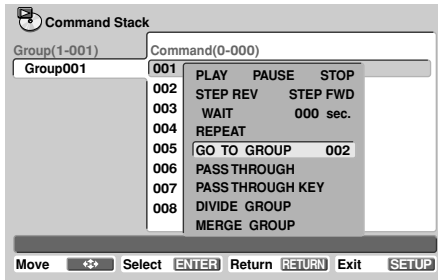 Command Stack
Group(1-001) Command(0-000)
Group001
001
002
003
004
005
006
007
008
PLAY PAUSE STOP
STEP REV STEP FWD
WAIT 000 sec.
REPEAT
GO TO GROUP 002
PASS THROUGH
PASS THROUGH KEY
DIVIDE GROUP
MERGE GROUP
Move Select ENTER Return RETURN Exit SETUP